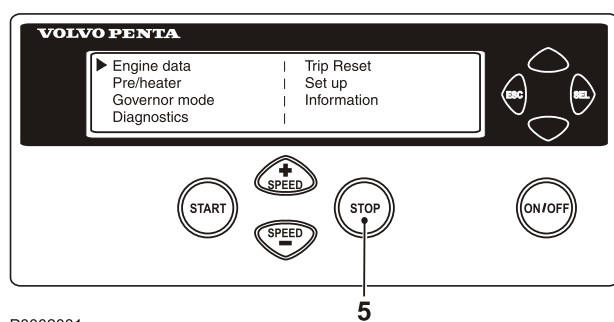 VOLVO PENTA
Engine data | Trip Reset
Pre/heater | Set up
Governor mode | Information
Diagnostics |
ESC SEL
+
SPEED
START STOP ON/OFF
SPEED
−
5